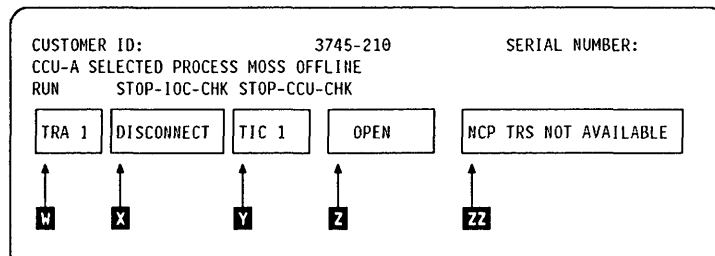 CUSTOMER ID: 3745-210 SERIAL NUMBER:
CCU-A SELECTED PROCESS MOSS OFFLINE
RUN STOP-IOC-CHK STOP-CCU-CHK
TRA 1 DISCONNECT TIC 1 OPEN NCP TRS NOT AVAILABLE
W X Y Z ZZ